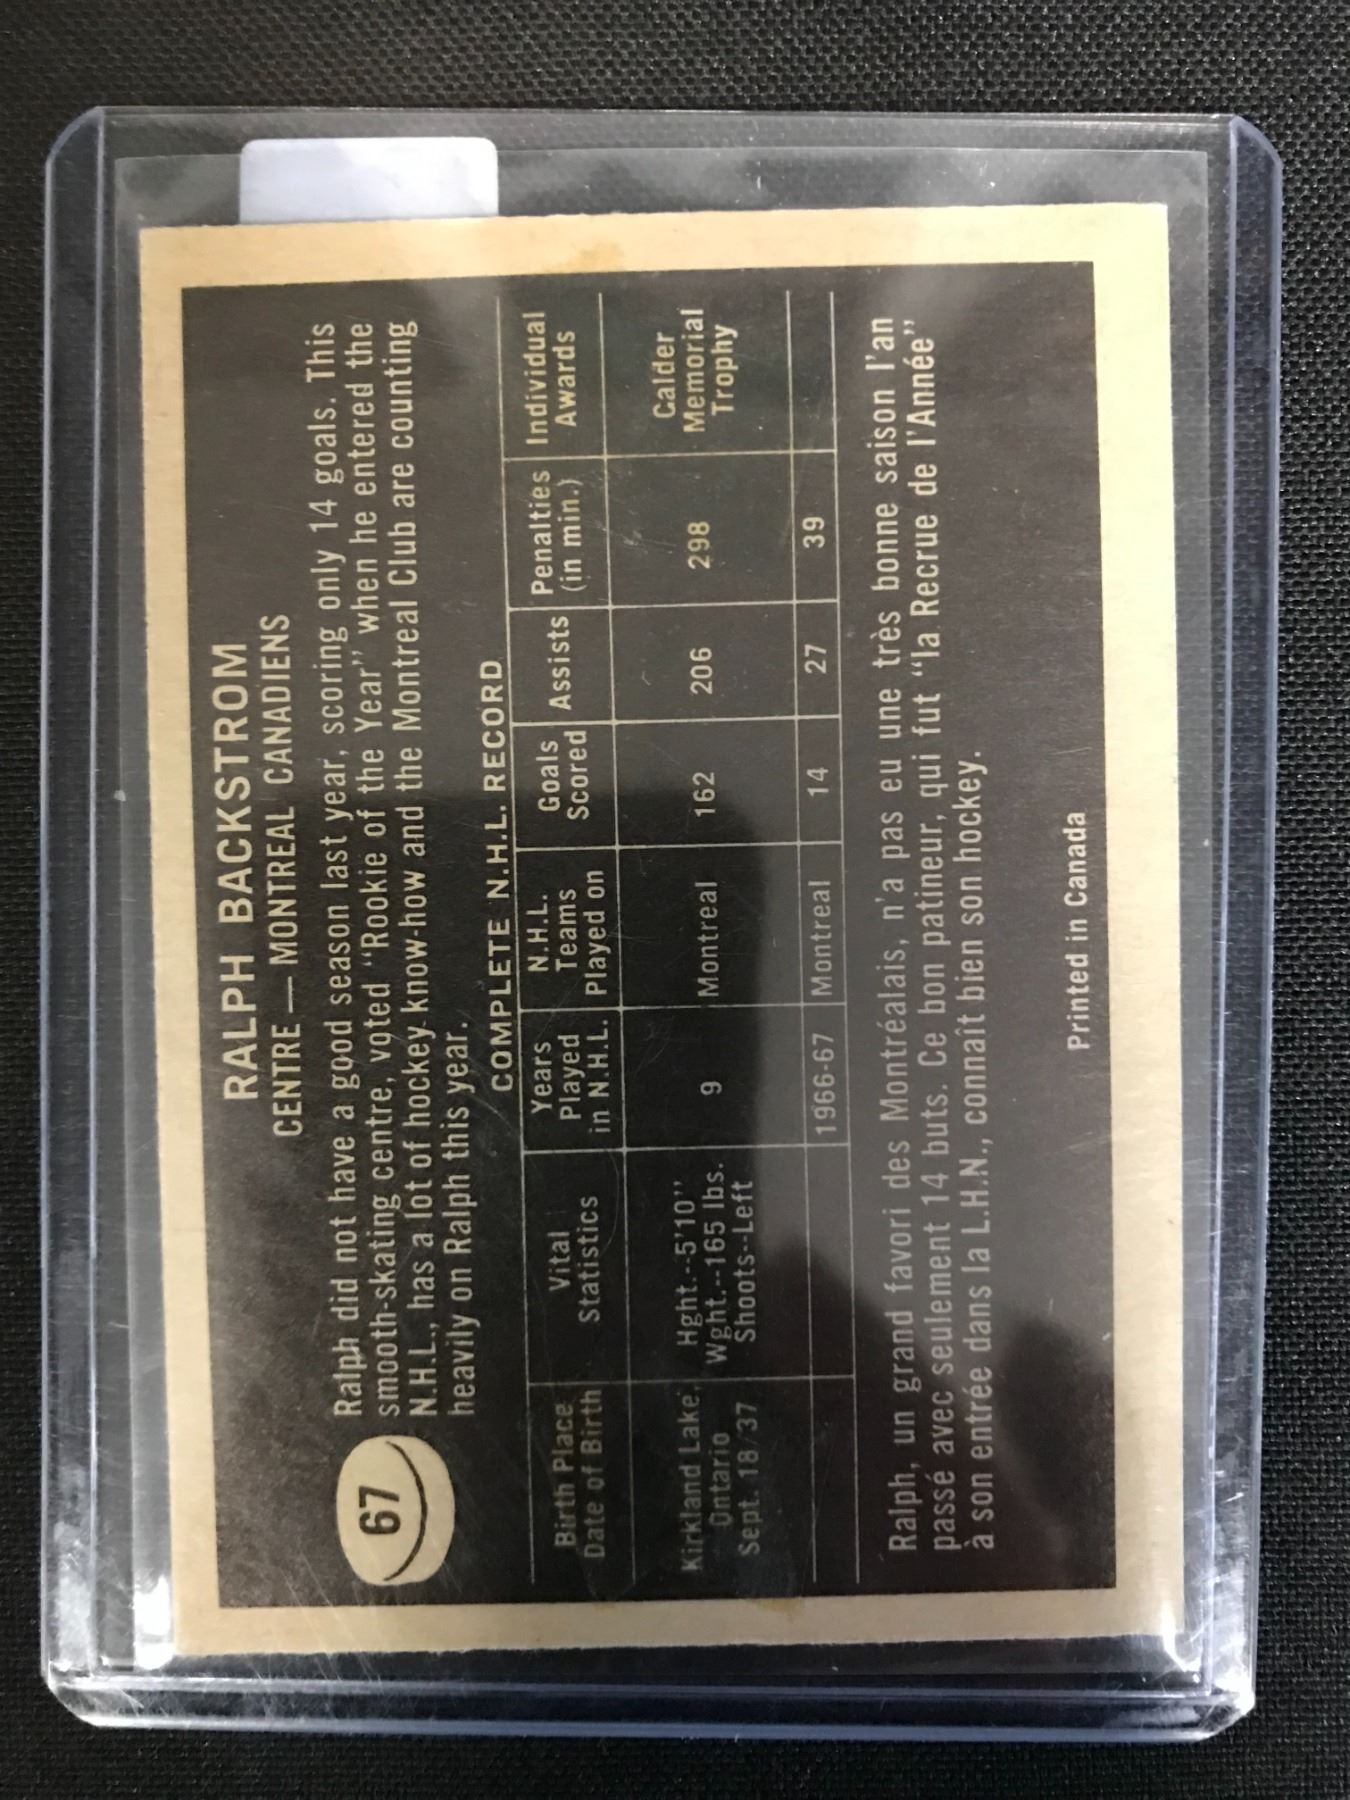 RALPH BACKSTROM
CENTRE — MONTREAL CANADIENS
67
Ralph did not have a good season last year, scoring only 14 goals. This
smooth-skating centre, voted "Rookie of the Year" when he entered the
N.H.L., has a lot of hockey know-how and the Montreal Club are counting
heavily on Ralph this year.
COMPLETE N.H.L. RECORD
Birth Place Date of Birth
Vital Statistics
Years Played in N.H.L.
N.H.L. Teams Played on
Goals Scored
Assists
Penalties (in min.)
Individual Awards
Kirkland Lake, Ontario Sept. 18/37
Hght.--5'10" Wght.--165 lbs. Shoots--Left
9
Montreal
162
206
298
Calder Memorial Trophy
1966-67
Montreal
14
27
39
Ralph, un grand favori des Montréalais, n'a pas eu une très bonne saison l'an
passé avec seulement 14 buts. Ce bon patineur, qui fut "la Recrue de l'Année"
à son entrée dans la L.H.N., connaît bien son hockey.
Printed in Canada